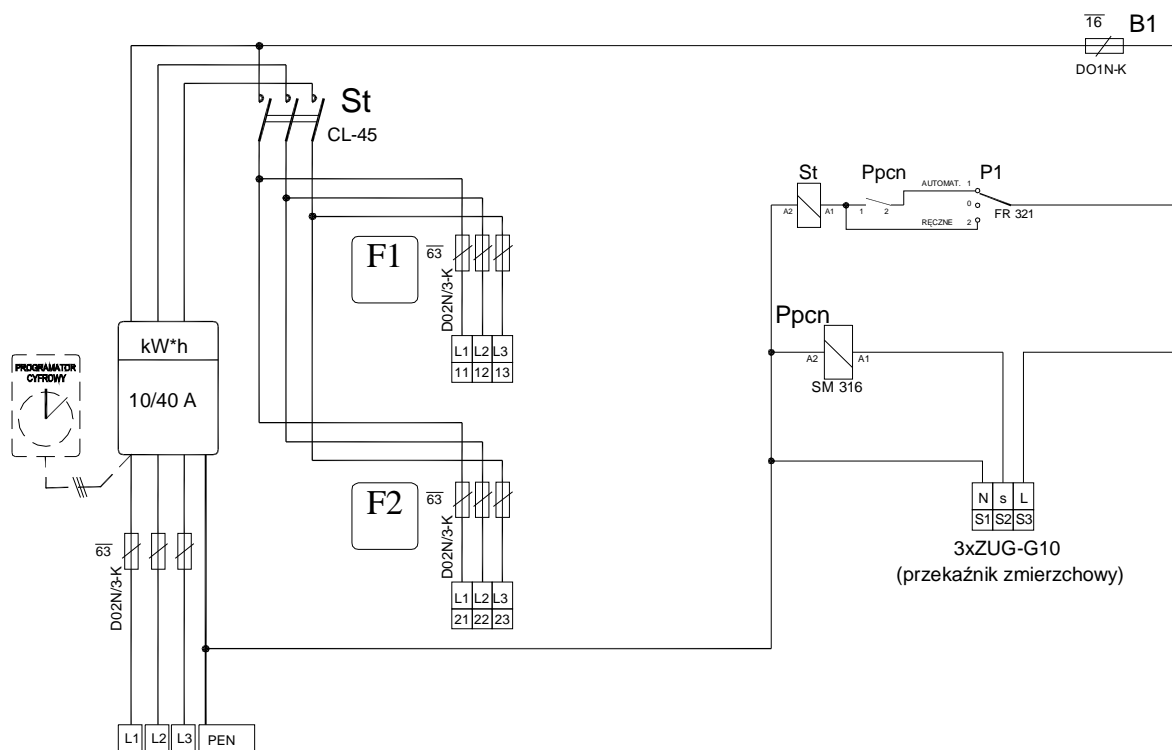 16 B1
DO1N-K
St
CL-45
St
Ppcn
P1
AUTOMAT. 1
A2 A1 1 2
0
FR 321
RĘCZNE 2
F1
63
D02N/3-K
L1 L2 L3
11 12 13
Ppcn
A2 A1
SM 316
kW*h
10/40 A
PROGRAMATOR
CYFROWY
F2
63
D02N/3-K
L1 L2 L3
21 22 23
N s L
S1 S2 S3
3xZUG-G10
(przekaźnik zmierzchowy)
63
D02N/3-K
L1 L2 L3 PEN